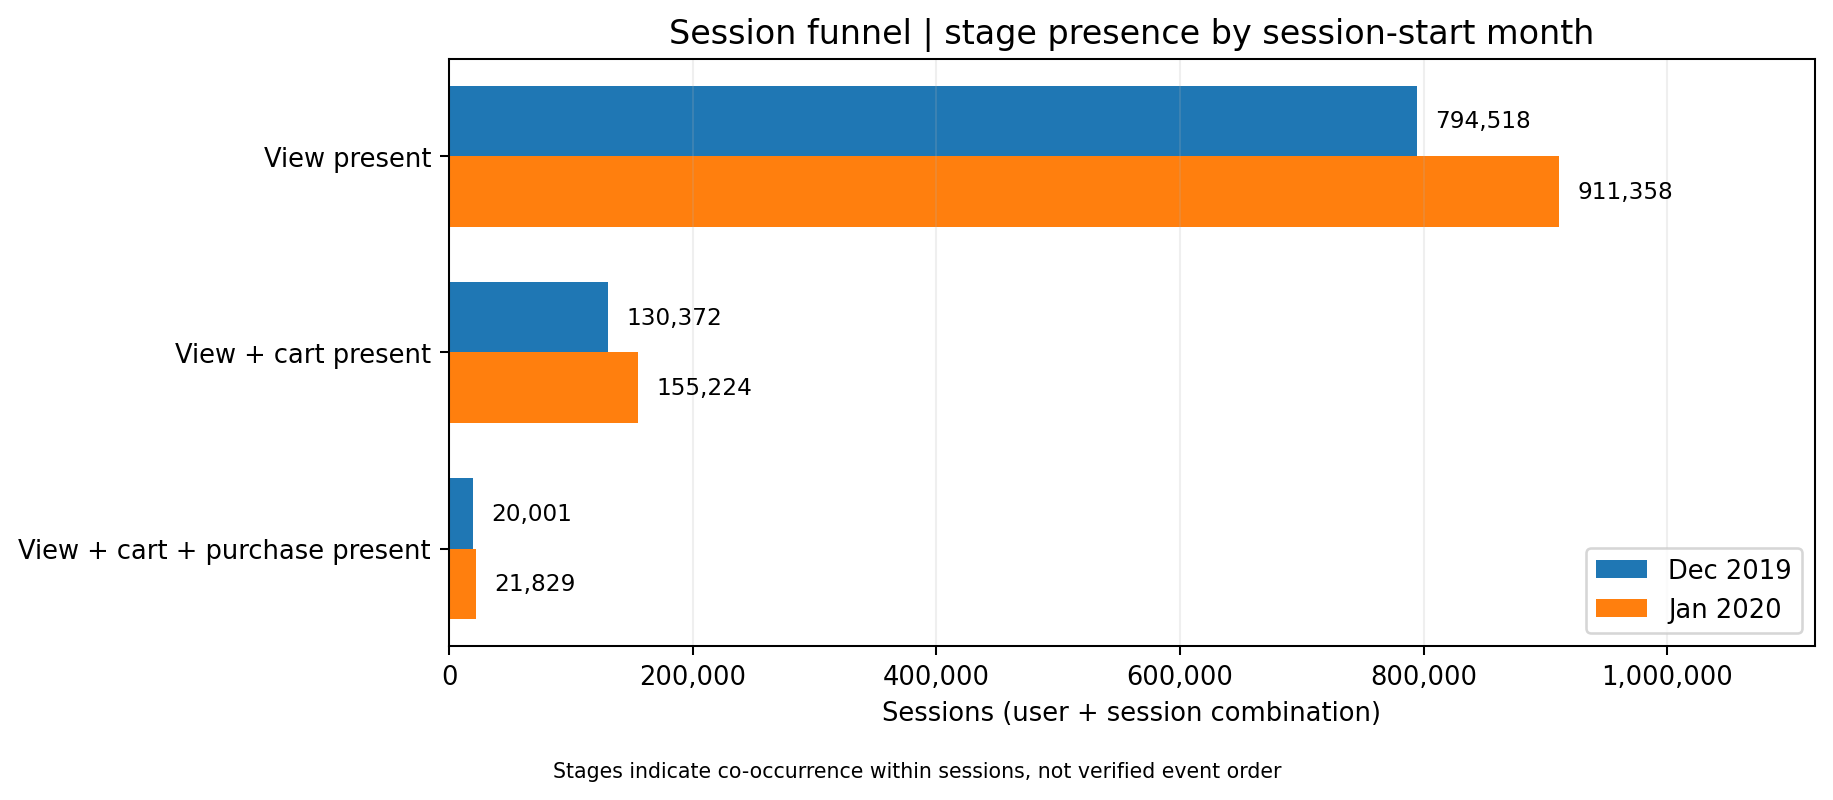 Session funnel | stage presence by session-start month
View present
794,518
911,358
View + cart present
130,372
155,224
View + cart + purchase present
20,001
21,829
Dec 2019
Jan 2020
0
200,000
400,000
600,000
800,000
1,000,000
Sessions (user + session combination)
Stages indicate co-occurrence within sessions, not verified event order